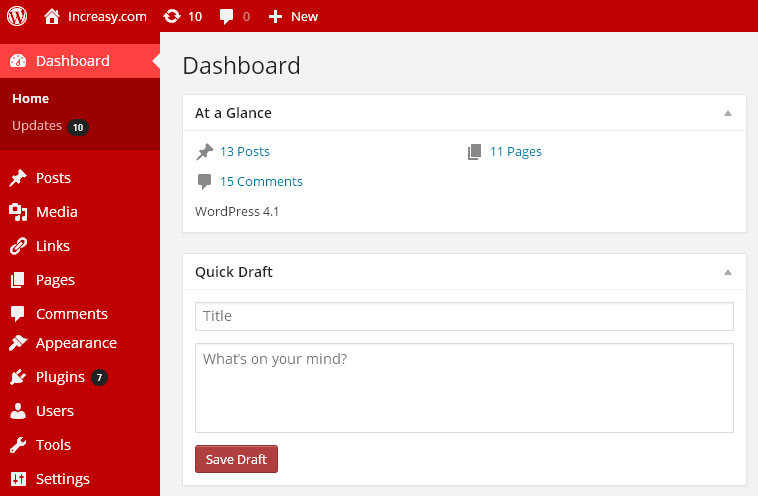 Increasy.com 10 0 New
Dashboard
Home
Updates 10
Posts
Media
Links
Pages
Comments
Appearance
Plugins 7
Users
Tools
Settings
Dashboard
At a Glance
13 Posts 11 Pages
15 Comments
WordPress 4.1
Quick Draft
Title
What's on your mind?
Save Draft